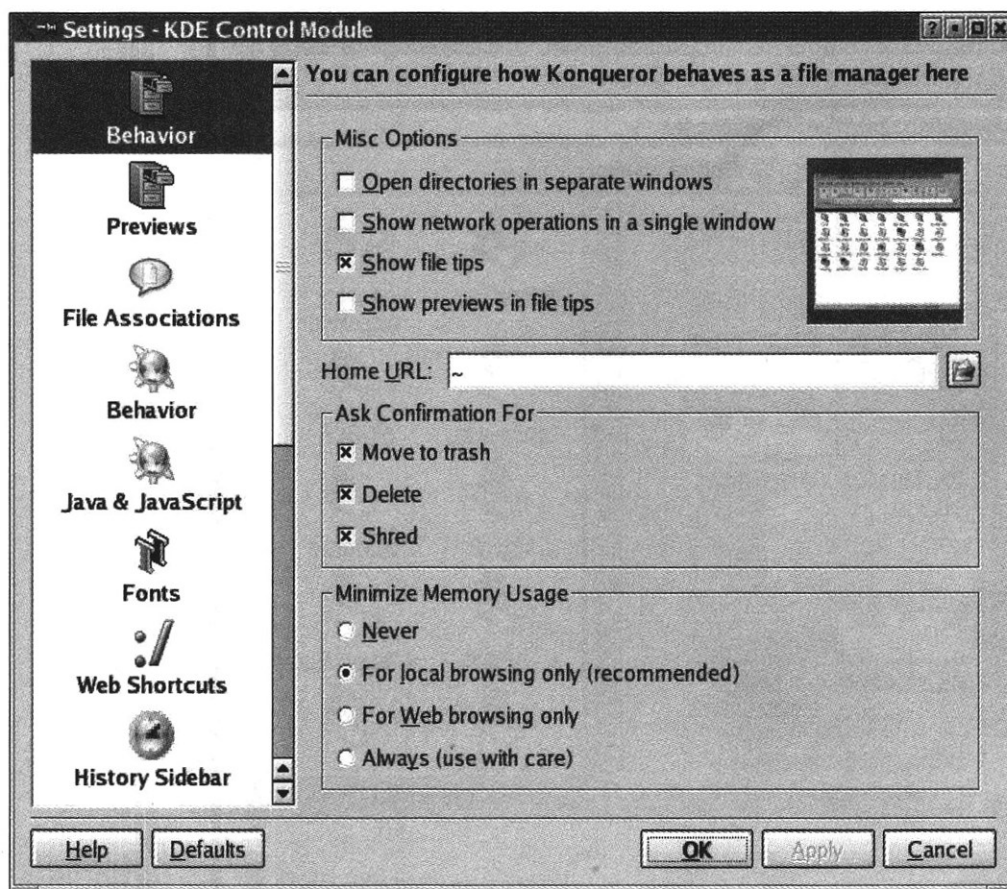 Settings - KDE Control Module
Behavior
Previews
File Associations
Behavior
Java & JavaScript
Fonts
Web Shortcuts
History Sidebar
You can configure how Konqueror behaves as a file manager here
Misc Options
Open directories in separate windows
Show network operations in a single window
Show file tips
Show previews in file tips
Home URL: ~
Ask Confirmation For
Move to trash
Delete
Shred
Minimize Memory Usage
Never
For local browsing only (recommended)
For Web browsing only
Always (use with care)
Help
Defaults
OK
Apply
Cancel